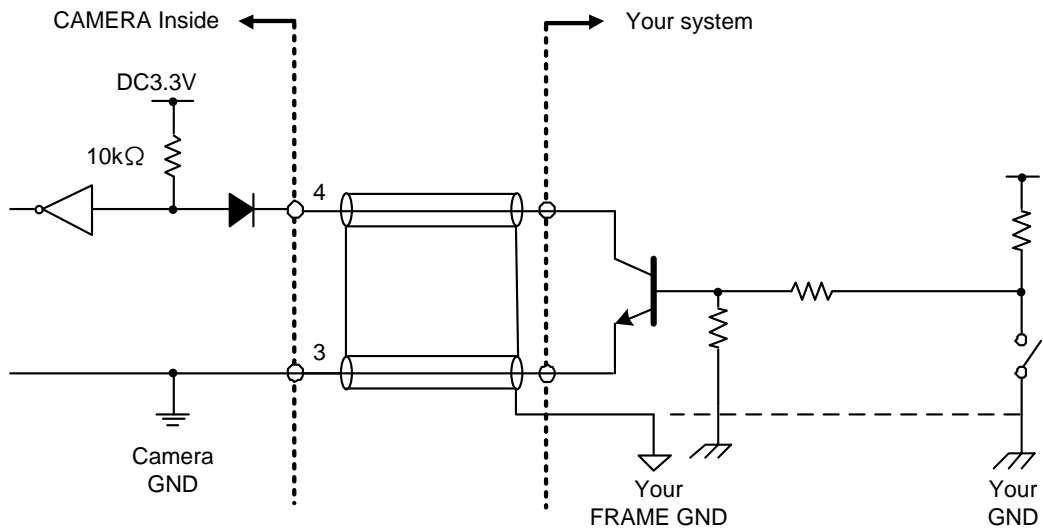 CAMERA Inside
Your system
DC3.3V
10kΩ
4
3
Camera
GND
Your
FRAME GND
Your
GND